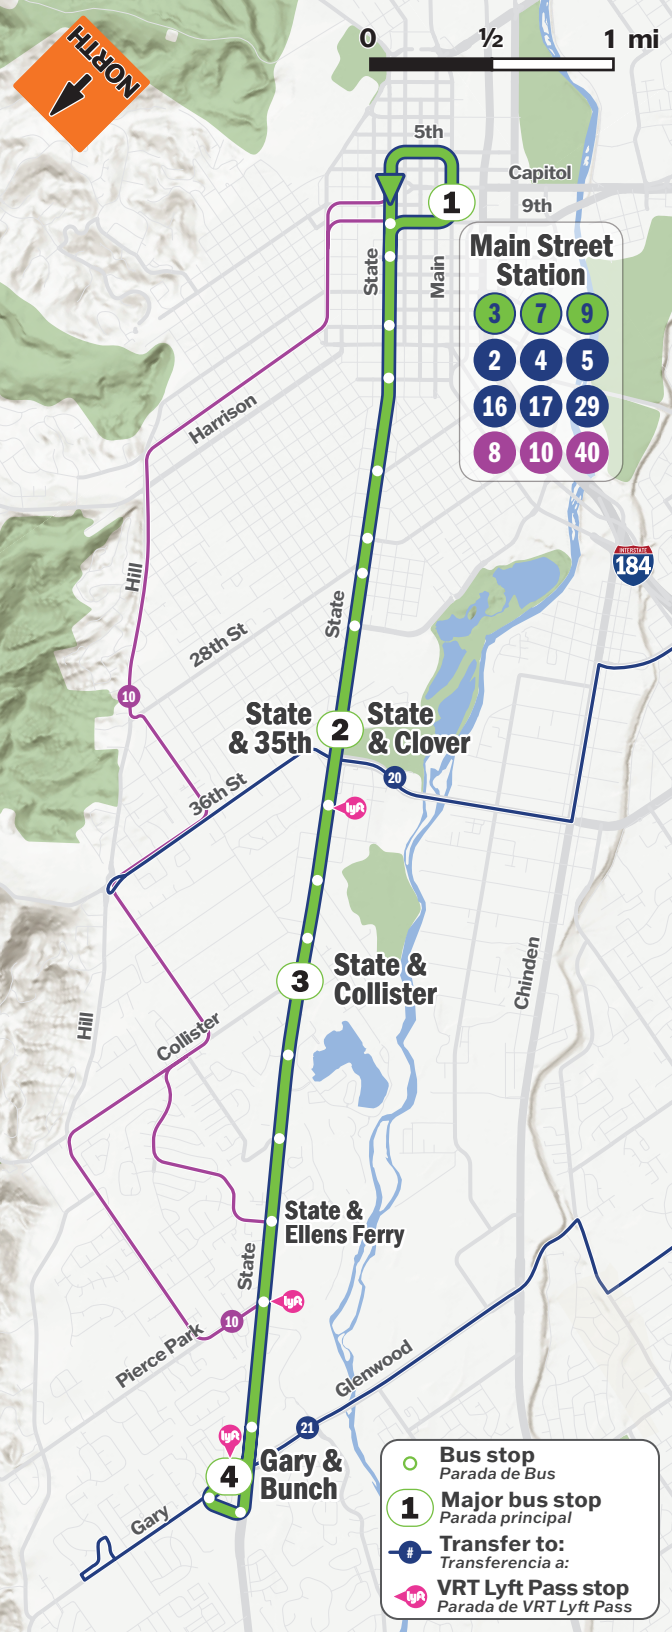 NORTH
0 ½ 1 mi
5th
Capitol
9th
1
State
Main
Main Street
Station
3 7 9
2 4 5
16 17 29
8 10 40
Harrison
INTERSTATE
184
Hill
State
28th St
10
State
& 35th
2
State
& Clover
20
36th St
lyft
Chinden
3
State &
Collister
Hill
Collister
State &
Ellens Ferry
State
lyft
10
Pierce Park
Glenwood
21
lyft
4
Gary &
Bunch
Gary
Bus stop
Parada de Bus
1
Major bus stop
Parada principal
#
Transfer to:
Transferencia a:
lyft
VRT Lyft Pass stop
Parada de VRT Lyft Pass